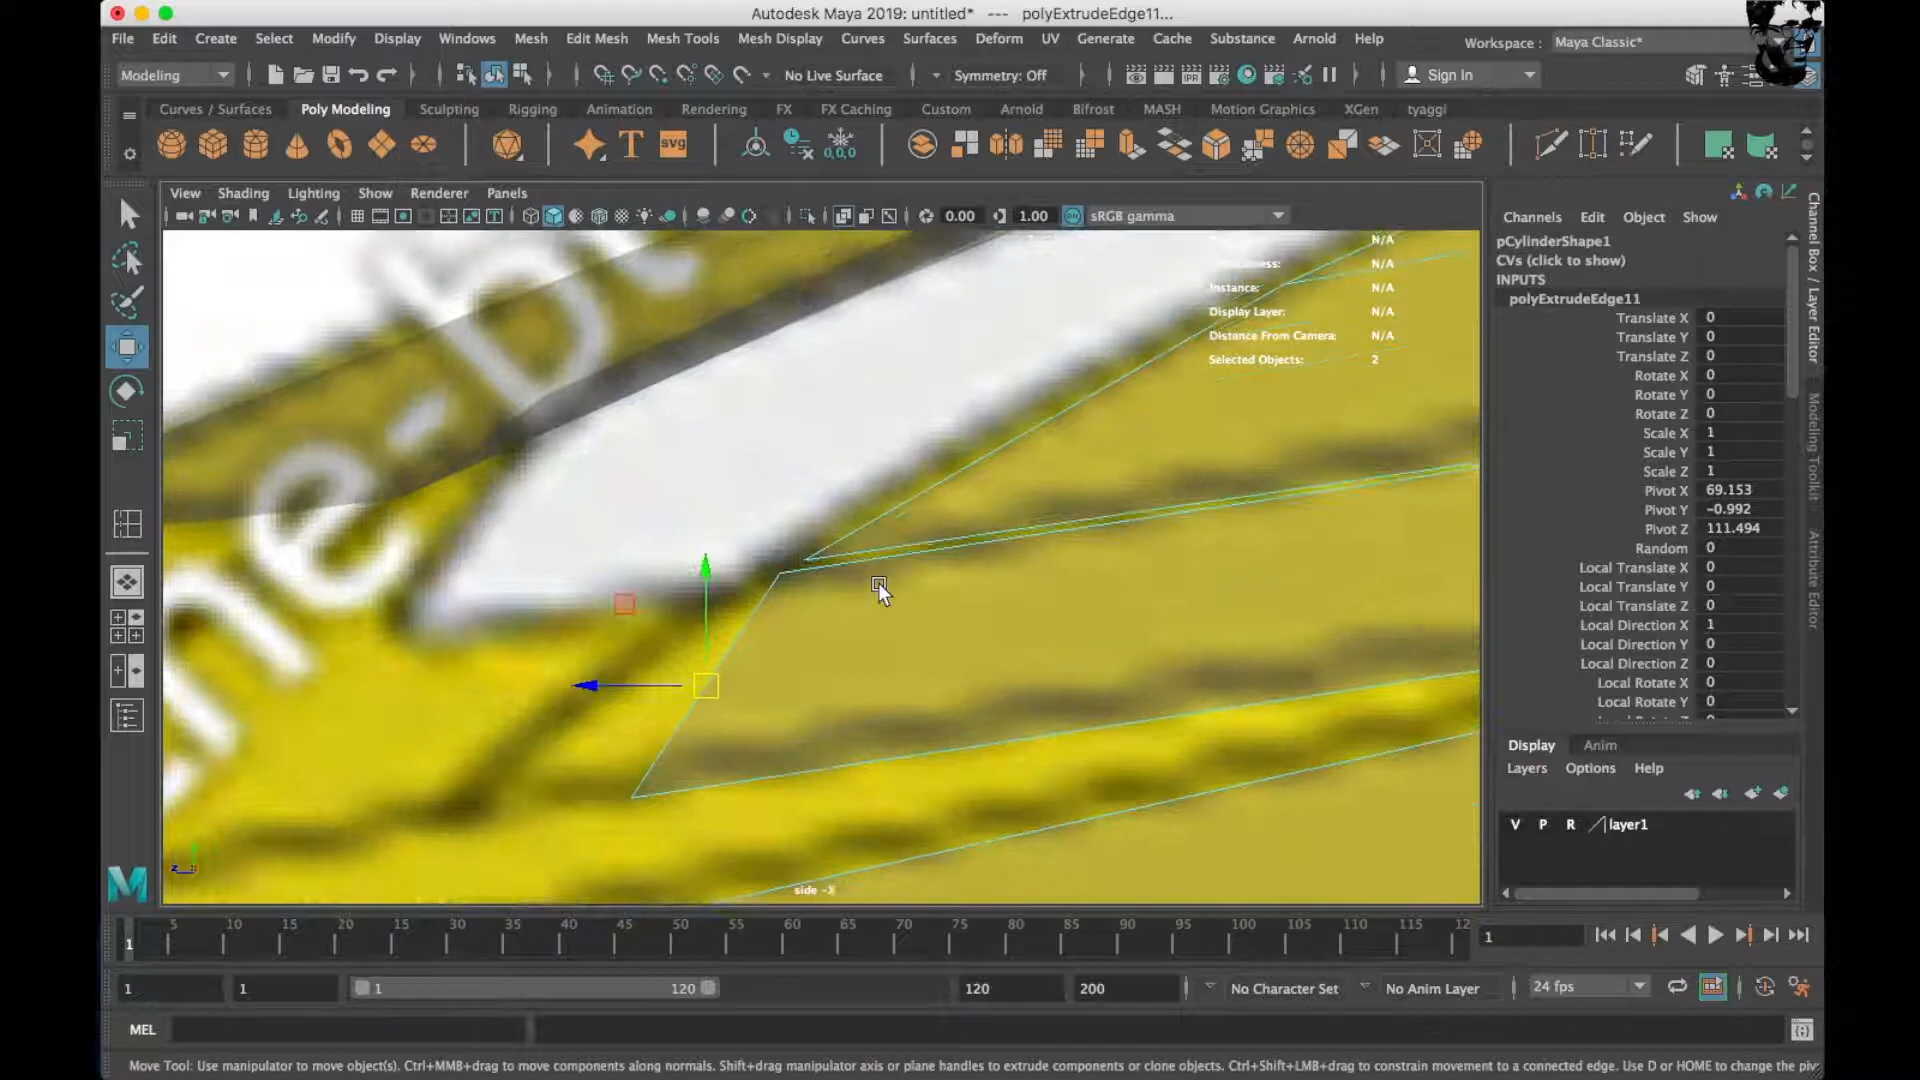 Autodesk Maya 2019: untitled* --- polyExtrudeEdge11...
File Edit Create Select Modify Display Windows Mesh Edit Mesh Mesh Tools Mesh Display Curves Surfaces Deform UV Generate Cache Substance Arnold Help Workspace : Maya Classic*
Modeling No Live Surface Symmetry: Off IPR Sign In
Curves / Surfaces Poly Modeling Sculpting Rigging Animation Rendering FX FX Caching Custom Arnold Bifrost MASH Motion Graphics XGen tyaggi
T svg 0,0,0
View Shading Lighting Show Renderer Panels
0.00 1.00 sRGB gamma
N/A
N/A
Instance: N/A
Display Layer: N/A
Distance From Camera: N/A
Selected Objects: 2
side -X
Channels Edit Object Show
pCylinderShape1
CVs (click to show)
INPUTS
polyExtrudeEdge11
Translate X 0
Translate Y 0
Translate Z 0
Rotate X 0
Rotate Y 0
Rotate Z 0
Scale X 1
Scale Y 1
Scale Z 1
Pivot X 69.153
Pivot Y -0.992
Pivot Z 111.494
Random 0
Local Translate X 0
Local Translate Y 0
Local Translate Z 0
Local Direction X 1
Local Direction Y 0
Local Direction Z 0
Local Rotate X 0
Local Rotate Y 0
Channel Box / Layer Editor
Modeling Toolkit
Attribute Editor
Display Anim
Layers Options Help
V P R layer1
5 10 15 20 25 30 35 40 45 50 55 60 65 70 75 80 85 90 95 100 105 110 115 12
1 1
1 1 1 120 120 200 No Character Set No Anim Layer 24 fps
MEL
Move Tool: Use manipulator to move object(s). Ctrl+MMB+drag to move components along normals. Shift+drag manipulator axis or plane handles to extrude components or clone objects. Ctrl+Shift+LMB+drag to constrain movement to a connected edge. Use D or HOME to change the piv